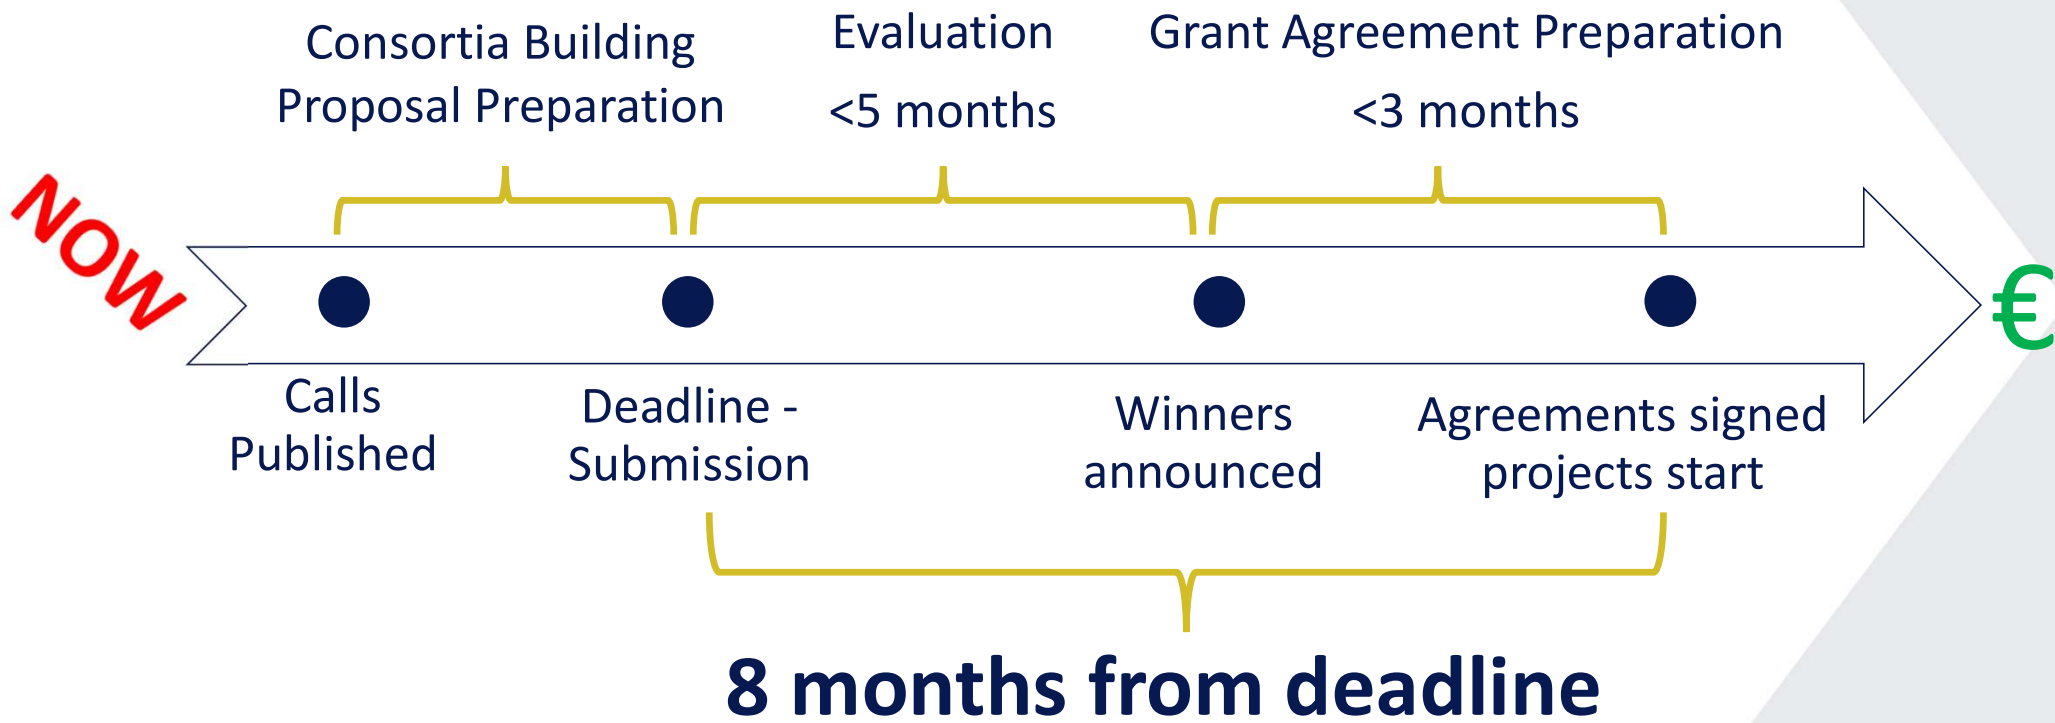 Consortia Building
Proposal Preparation
Evaluation
<5 months
Grant Agreement Preparation
<3 months
NOW
€
Calls
Published
Deadline -
Submission
Winners
announced
Agreements signed
projects start
8 months from deadline